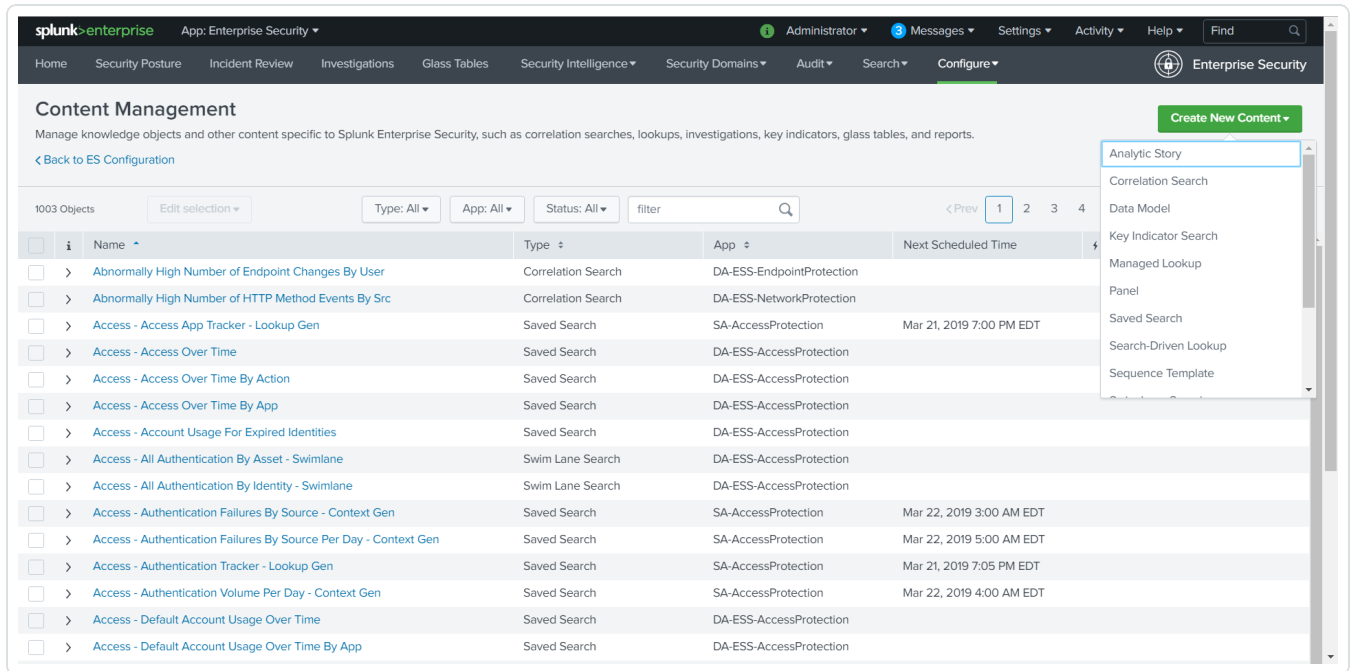 splunk>enterprise App: Enterprise Security i Administrator 3 Messages Settings Activity Help Find
Home Security Posture Incident Review Investigations Glass Tables Security Intelligence Security Domains Audit Search Configure Enterprise Security
Content Management
Create New Content
Manage knowledge objects and other content specific to Splunk Enterprise Security, such as correlation searches, lookups, investigations, key indicators, glass tables, and reports.
< Back to ES Configuration
Analytic Story
Correlation Search
Data Model
Key Indicator Search
Managed Lookup
Panel
Saved Search
Search-Driven Lookup
Sequence Template
1003 Objects Edit selection Type: All App: All Status: All filter < Prev 1 2 3 4
i Name Type App Next Scheduled Time
Abnormally High Number of Endpoint Changes By User Correlation Search DA-ESS-EndpointProtection
Abnormally High Number of HTTP Method Events By Src Correlation Search DA-ESS-NetworkProtection
Access - Access App Tracker - Lookup Gen Saved Search SA-AccessProtection Mar 21, 2019 7:00 PM EDT
Access - Access Over Time Saved Search DA-ESS-AccessProtection
Access - Access Over Time By Action Saved Search DA-ESS-AccessProtection
Access - Access Over Time By App Saved Search DA-ESS-AccessProtection
Access - Account Usage For Expired Identities Saved Search DA-ESS-AccessProtection
Access - All Authentication By Asset - Swimlane Swim Lane Search DA-ESS-AccessProtection
Access - All Authentication By Identity - Swimlane Swim Lane Search DA-ESS-AccessProtection
Access - Authentication Failures By Source - Context Gen Saved Search SA-AccessProtection Mar 22, 2019 3:00 AM EDT
Access - Authentication Failures By Source Per Day - Context Gen Saved Search SA-AccessProtection Mar 22, 2019 5:00 AM EDT
Access - Authentication Tracker - Lookup Gen Saved Search SA-AccessProtection Mar 21, 2019 7:05 PM EDT
Access - Authentication Volume Per Day - Context Gen Saved Search SA-AccessProtection Mar 22, 2019 4:00 AM EDT
Access - Default Account Usage Over Time Saved Search DA-ESS-AccessProtection
Access - Default Account Usage Over Time By App Saved Search DA-ESS-AccessProtection